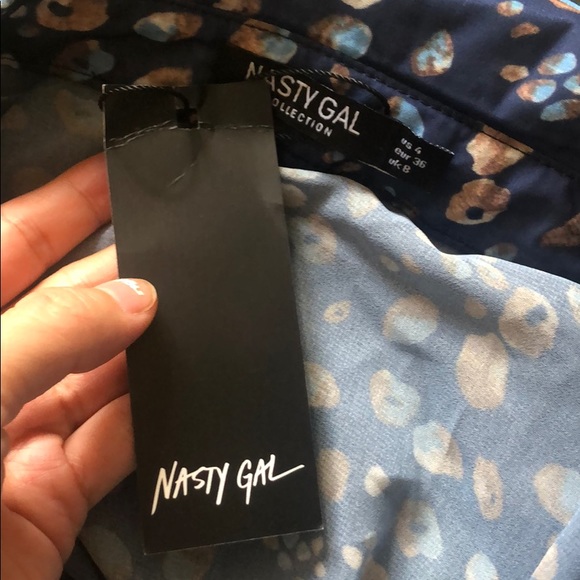 NASTY GAL
COLLECTION
us 4
eur 36
uk 8
NASTY GAL